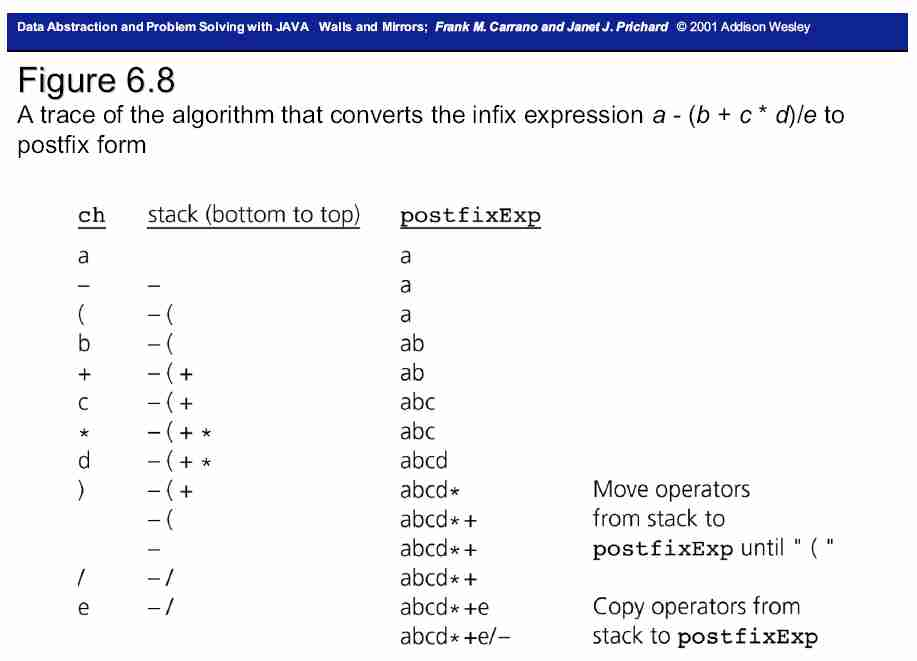 Data Abstraction and Problem Solving with JAVA Walls and Mirrors; Frank M. Carrano and Janet J. Prichard © 2001 Addison Wesley
Figure 6.8
A trace of the algorithm that converts the infix expression a - (b + c * d)/e to
postfix form
ch stack (bottom to top) postfixExp
a a
– – a
( – ( a
b – ( ab
+ – ( + ab
c – ( + abc
* – ( + * abc
d – ( + * abcd
) – ( + abcd* Move operators
– ( abcd*+ from stack to
– abcd*+ postfixExp until " ( "
/ – / abcd*+
e – / abcd*+e Copy operators from
abcd*+e/– stack to postfixExp